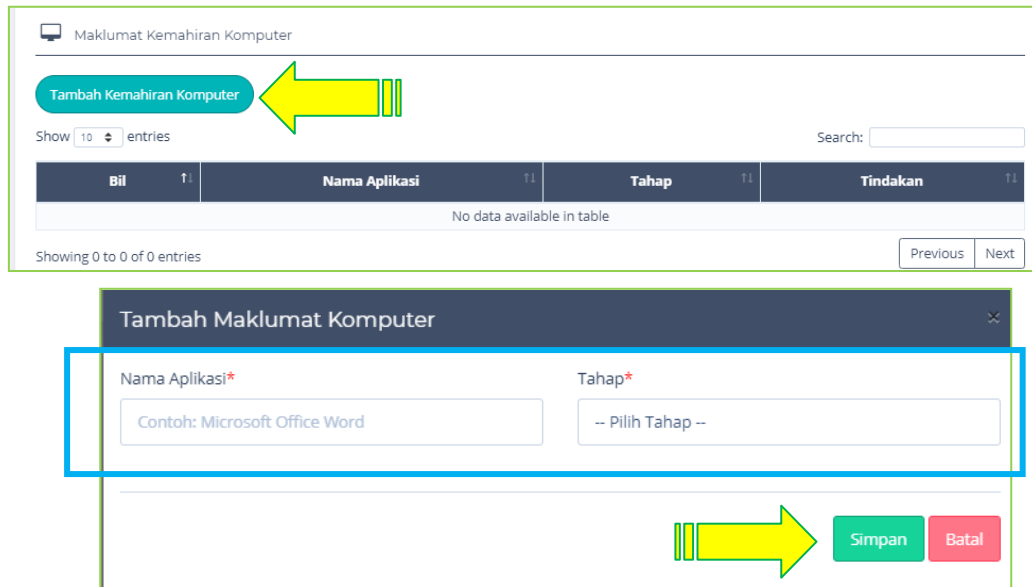 Maklumat Kemahiran Komputer
Tambah Kemahiran Komputer
Show 10 entries
Search:
Bil Nama Aplikasi Tahap Tindakan
No data available in table
Showing 0 to 0 of 0 entries
Previous Next
Tambah Maklumat Komputer
Nama Aplikasi* Tahap*
Contoh: Microsoft Office Word -- Pilih Tahap --
Simpan Batal